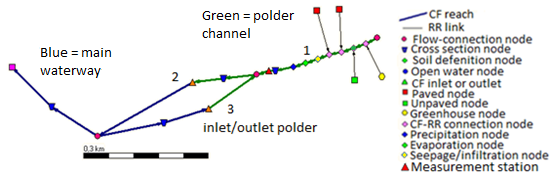 Green = polder
channel
Blue = main
waterway
1
2
3
inlet/outlet polder
0.3 km
CF reach
RR link
Flow-connection node
Cross section node
Soil defenition node
Open water node
CF inlet or outlet
Paved node
Unpaved node
Greenhouse node
CF-RR connection node
Precipitation node
Evaporation node
Seepage/infiltration node
Measurement station